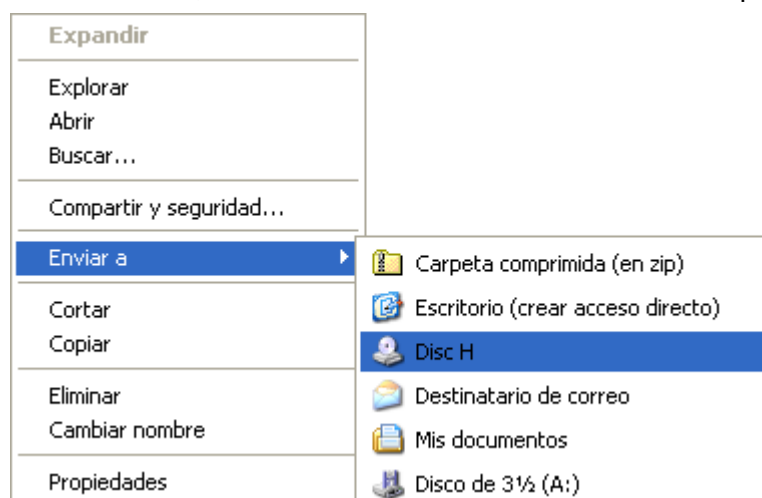 Expandir
Explorar
Abrir
Buscar...
Compartir y seguridad...
Enviar a
Cortar
Copiar
Eliminar
Cambiar nombre
Propiedades
Carpeta comprimida (en zip)
Escritorio (crear acceso directo)
Disc H
Destinatario de correo
Mis documentos
Disco de 3½ (A:)